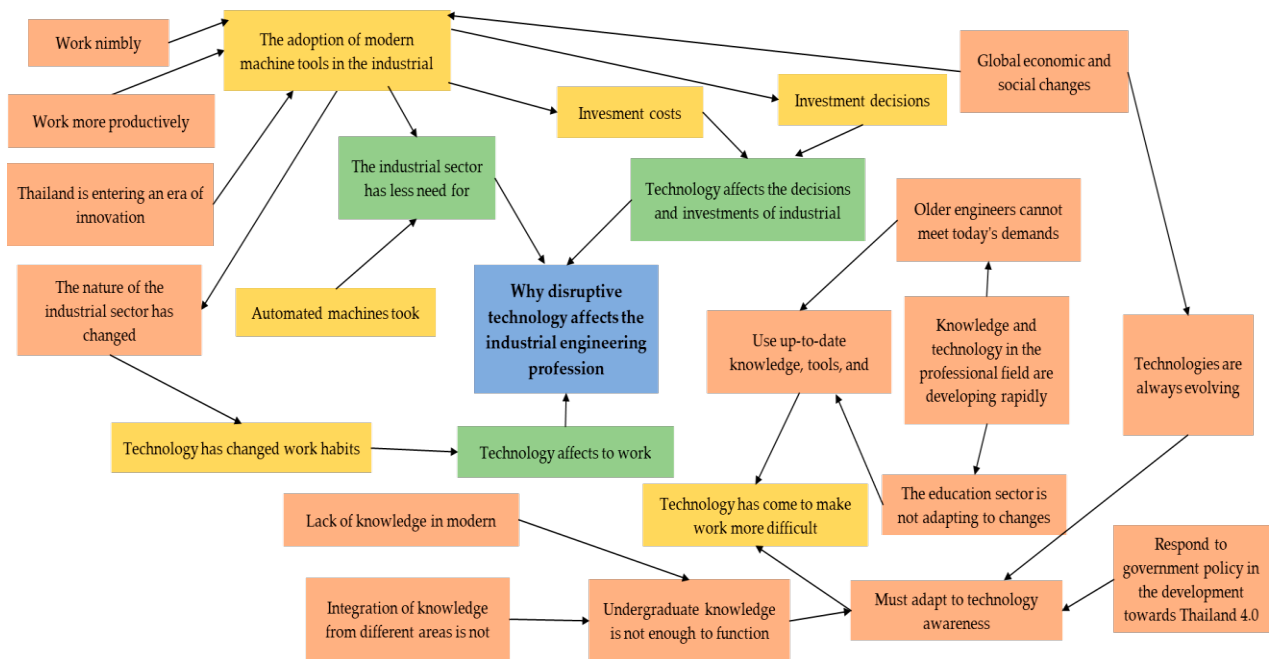 Work nimbly
The adoption of modern
machine tools in the industrial
Global economic and
social changes
Work more productively
Invesment costs
Investment decisions
The industrial sector
has less need for
Technology affects the decisions
and investments of industrial
Thailand is entering an era of
innovation
Older engineers cannot
meet today's demands
The nature of the
industrial sector has
changed
Automated machines took
Why disruptive
technology affects the
industrial engineering
profession
Use up-to-date
knowledge, tools, and
Knowledge and
technology in the
professional field are
developing rapidly
Technologies are
always evolving
Technology has changed work habits
Technology affects to work
Technology has come to make
work more difficult
The education sector is
not adapting to changes
Lack of knowledge in modern
Integration of knowledge
from different areas is not
Undergraduate knowledge
is not enough to function
Must adapt to technology
awareness
Respond to
government policy in
the development
towards Thailand 4.0